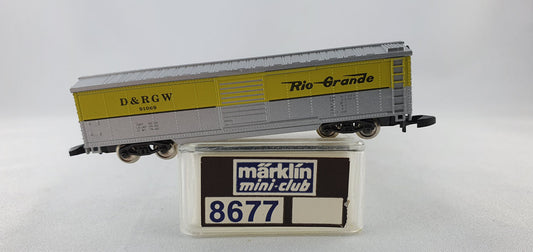 D&RGW
Rio Grande
märklin
mini-club
8677